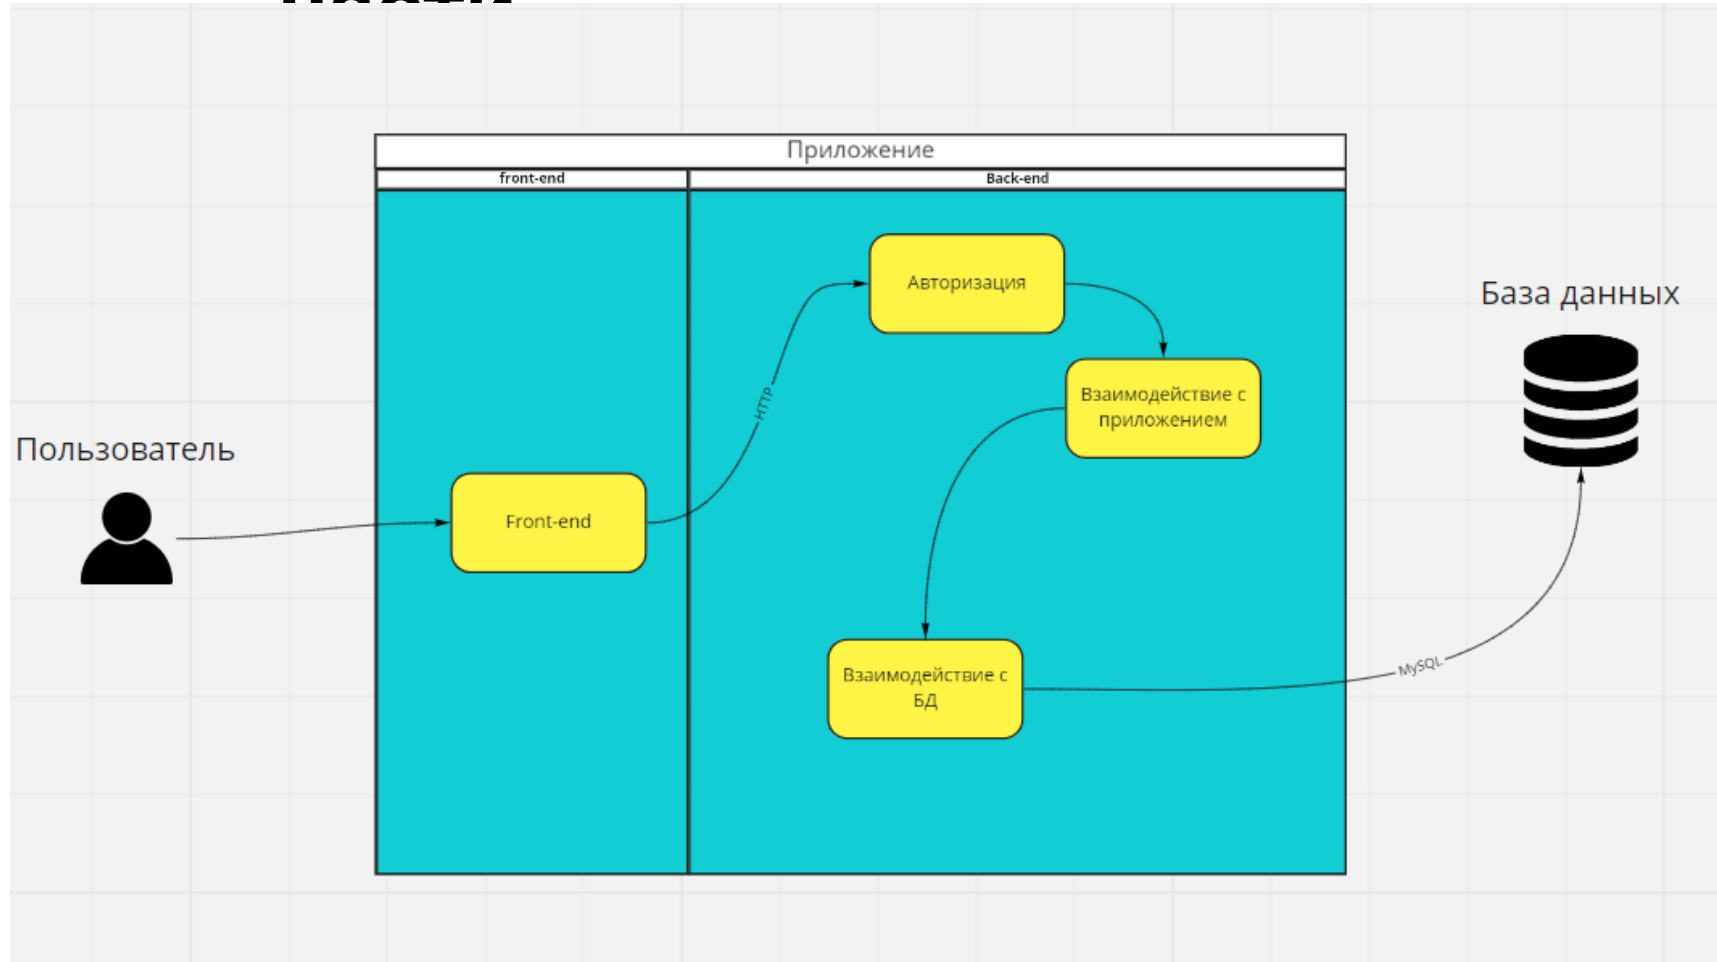 Приложение
front-end
Back-end
Авторизация
База данных
Взаимодействие с
приложением
HTTP
Пользователь
Front-end
Взаимодействие с
БД
MySQL